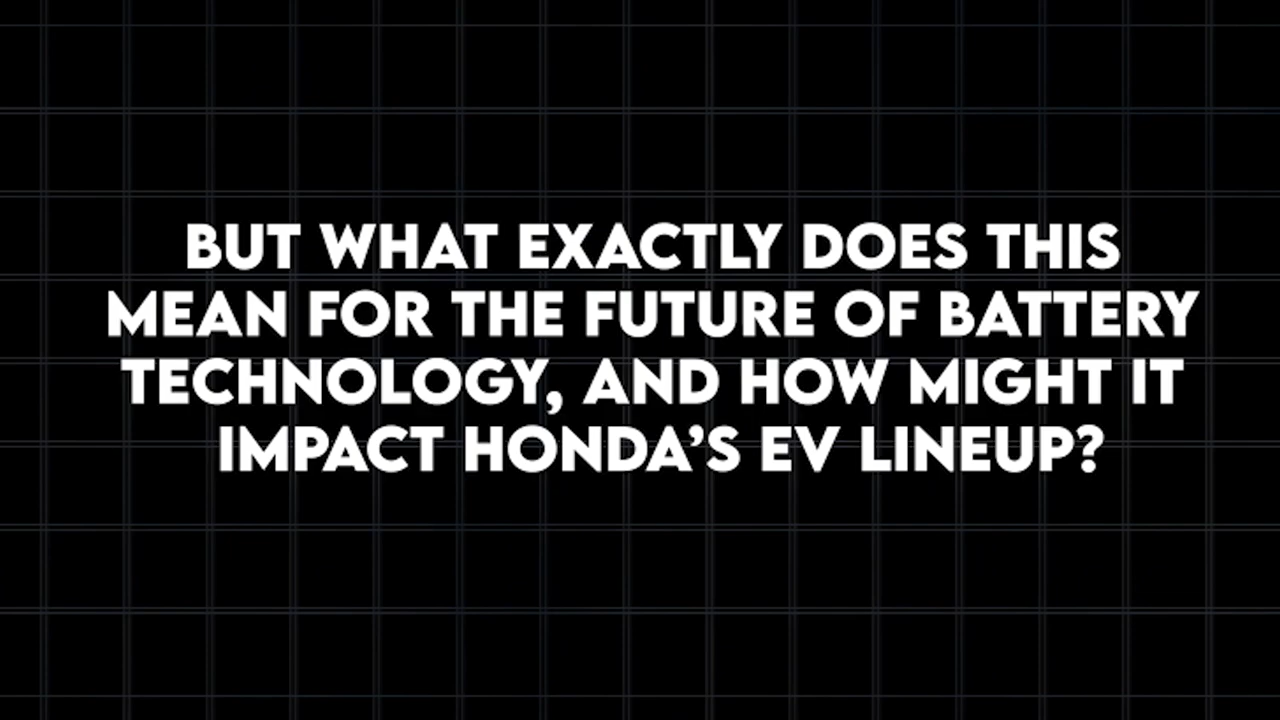 BUT WHAT EXACTLY DOES THIS
MEAN FOR THE FUTURE OF BATTERY
TECHNOLOGY, AND HOW MIGHT IT
IMPACT HONDA’S EV LINEUP?